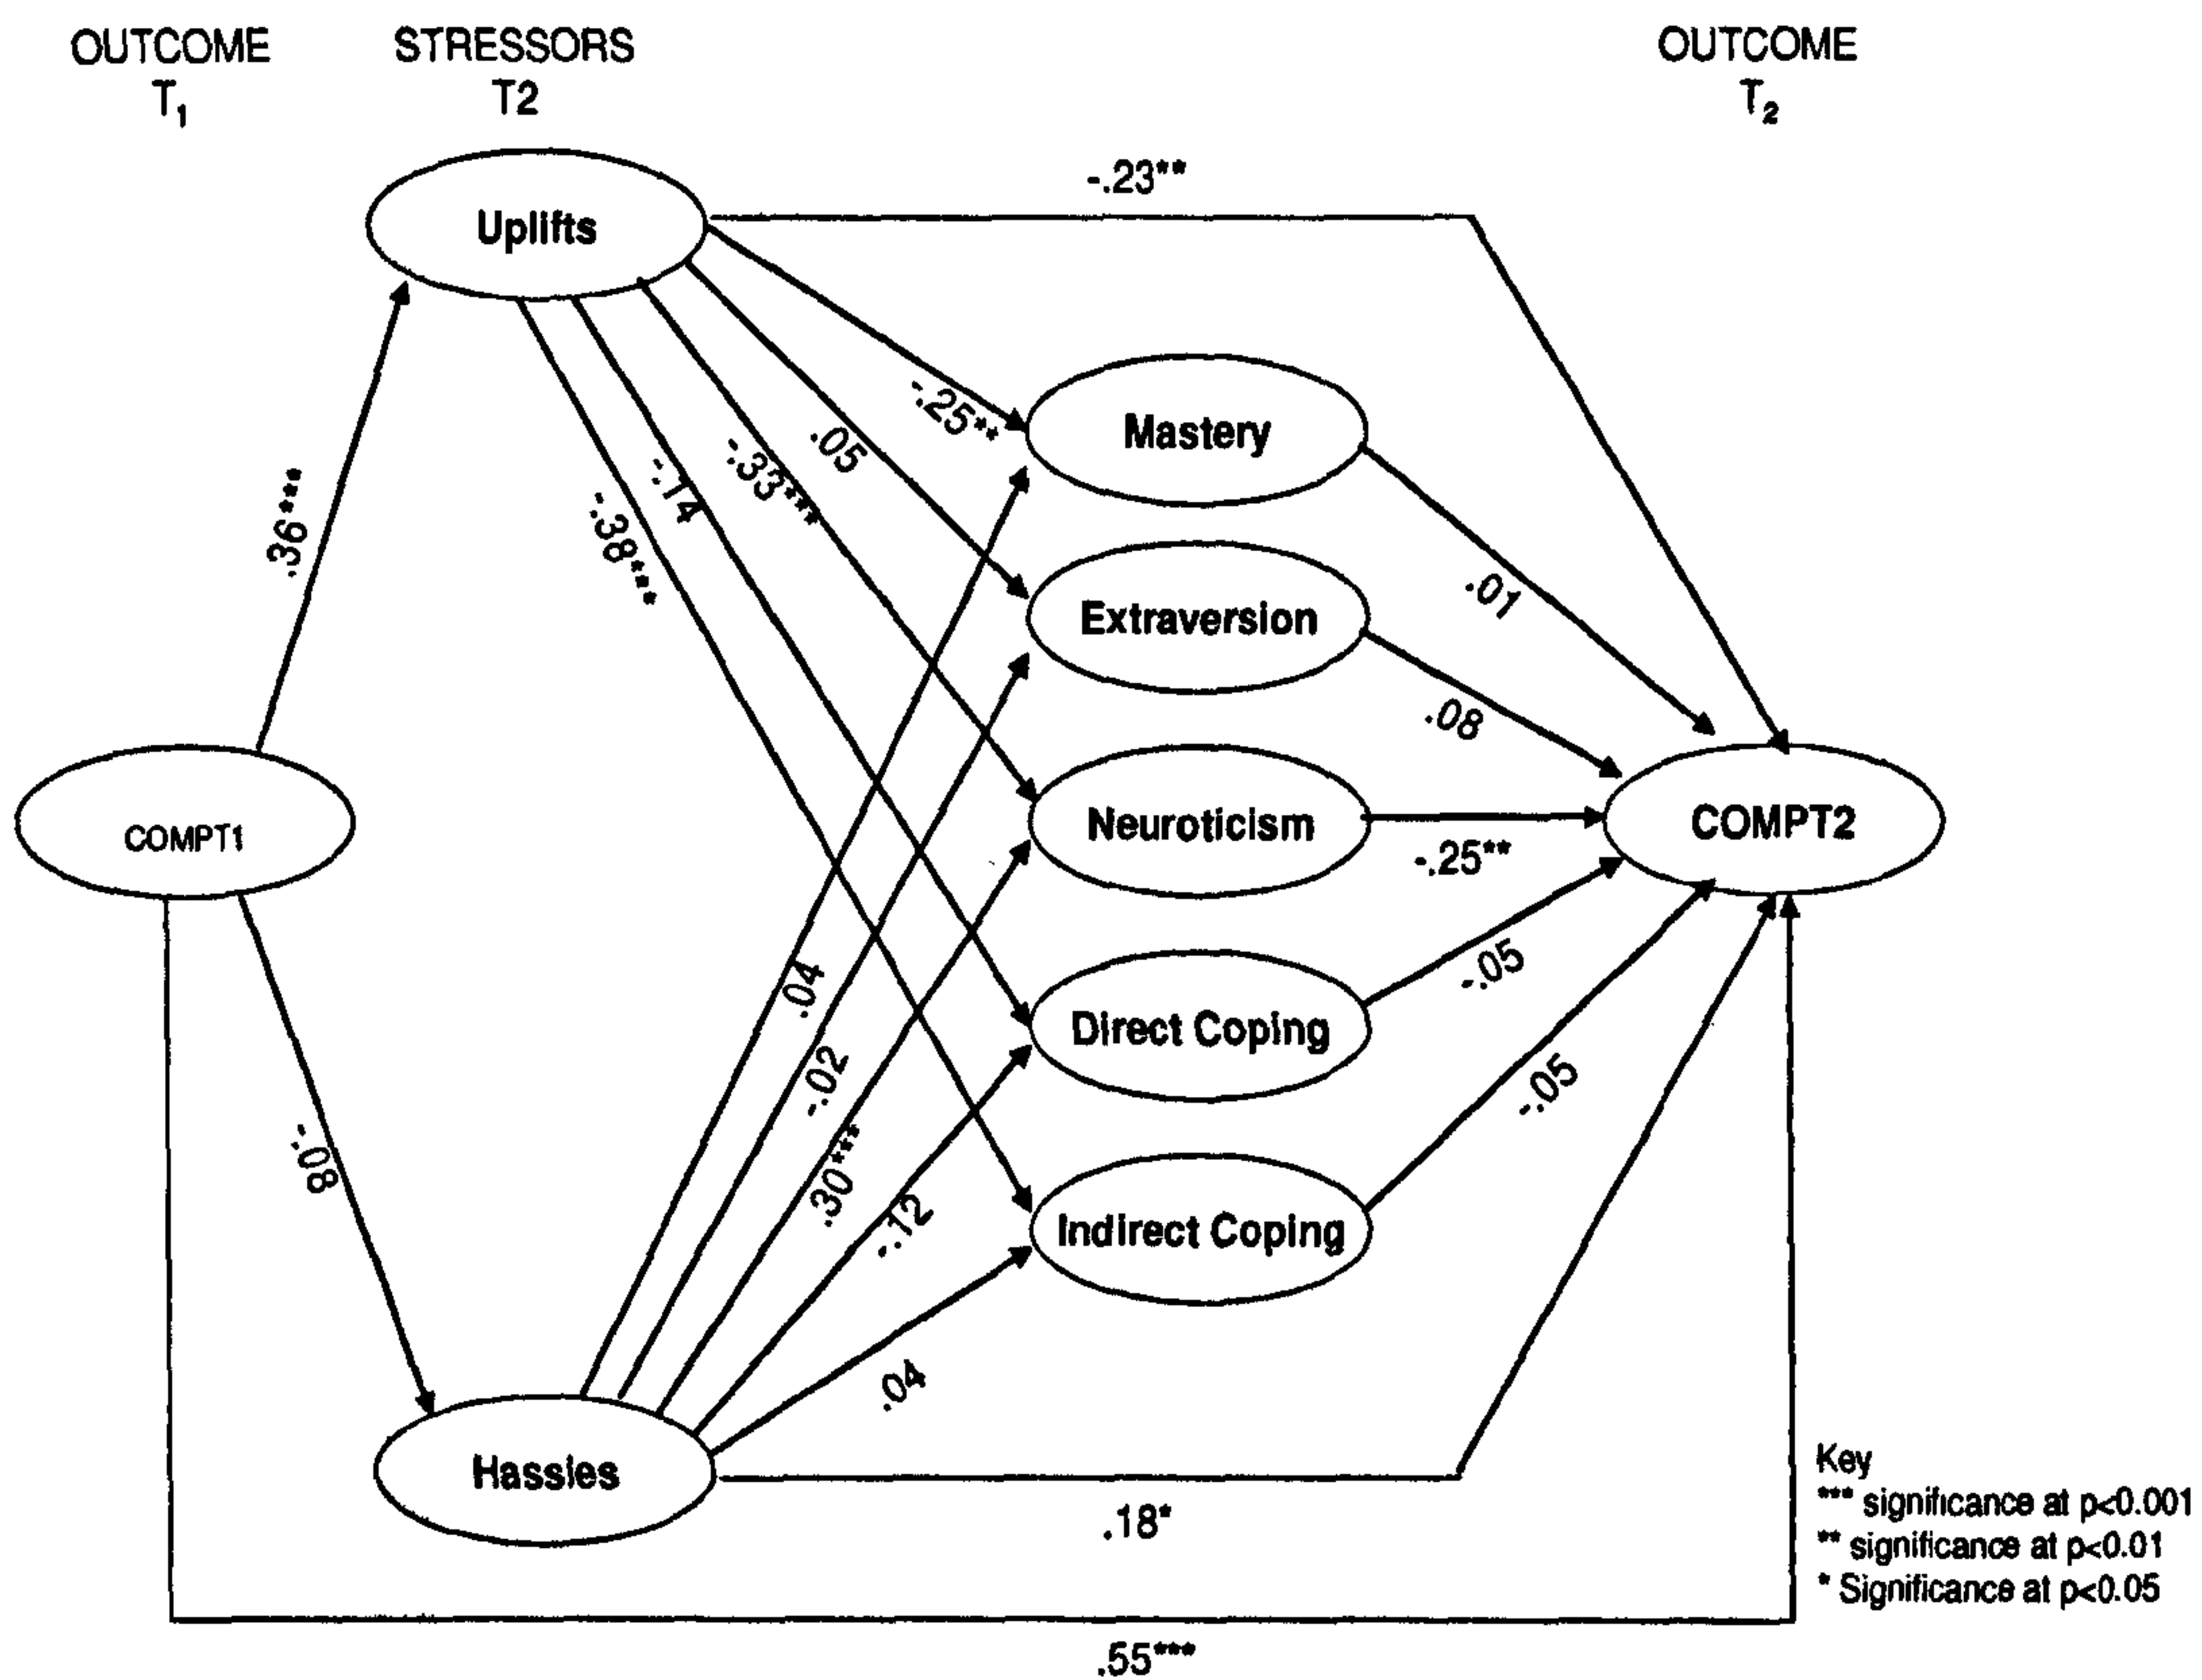 OUTCOME
T1
STRESSORS
T2
OUTCOME
T2
-.23**
Uplifts
-.25**
.05
-.33***
-.14
-.38***
.36***
Mastery
.01
Extraversion
.08
COMPT1
Neuroticism
-.25**
COMPT2
.04
-.02
.30***
-.12
.04
-.08
Direct Coping
-.05
Indirect Coping
-.05
Hassles
.18*
Key
*** significance at p<0.001
** significance at p<0.01
* Significance at p<0.05
.55***